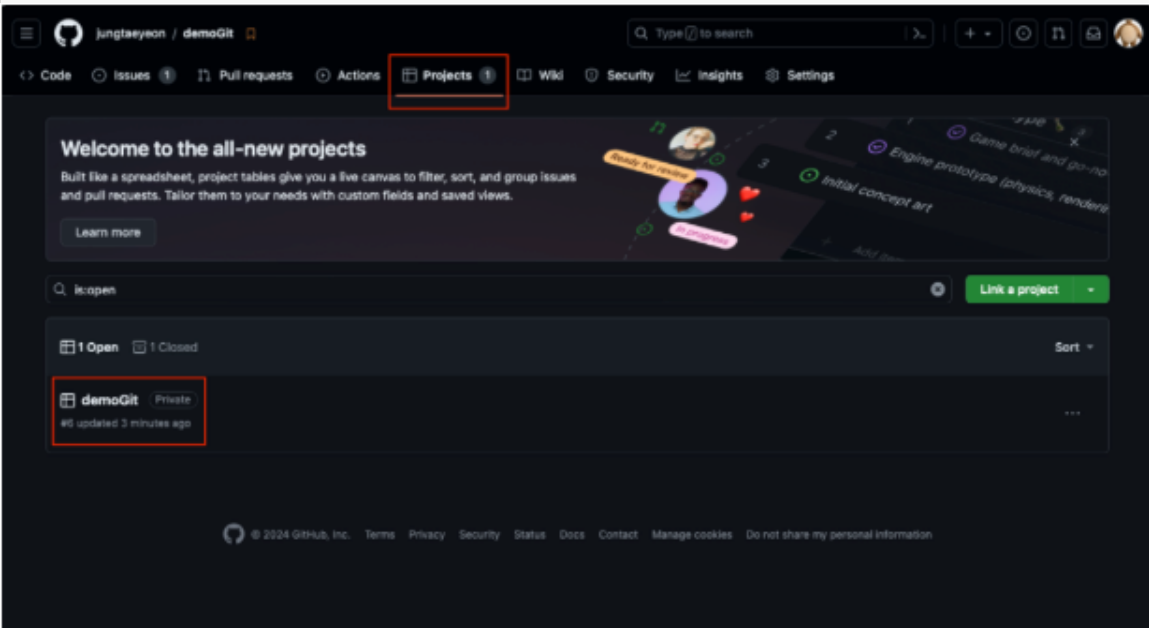 jungtaeyeon / demoGit
Type / to search
Code Issues 1 Pull requests Actions Projects 1 Wiki Security Insights Settings
Welcome to the all-new projects
Built like a spreadsheet, project tables give you a live canvas to filter, sort, and group issues
and pull requests. Tailor them to your needs with custom fields and saved views.
Learn more
Ready for review
In progress
2 Engine prototype (physics, renderin
1 Game brief and go-no
3 Initial concept art
is:open
Link a project
1 Open 1 Closed
Sort
demoGit Private
#6 updated 3 minutes ago
© 2024 GitHub, Inc. Terms Privacy Security Status Docs Contact Manage cookies Do not share my personal information